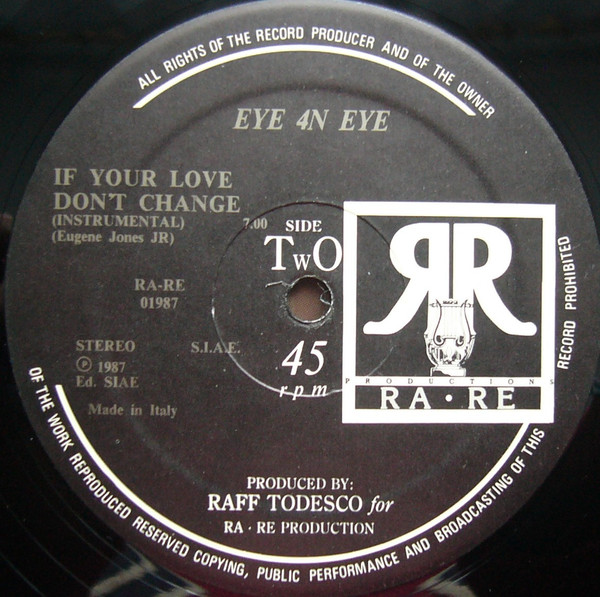 ALL RIGHTS OF THE RECORD PRODUCER AND OF THE OWNER
EYE 4N EYE
IF YOUR LOVE
DON'T CHANGE
(INSTRUMENTAL) 7.00
(Eugene Jones JR)
SIDE
TwO
RA-RE
01987
STEREO S.I.A.E.
℗ 1987
Ed. SIAE
Made in Italy
45
rpm
RR
PRODUCTIONS
RA·RE
PRODUCED BY:
RAFF TODESCO for
RA·RE PRODUCTION
OF THE WORK REPRODUCED RESERVED COPYING, PUBLIC PERFORMANCE AND BROADCASTING OF THIS
RECORD PROHIBITED